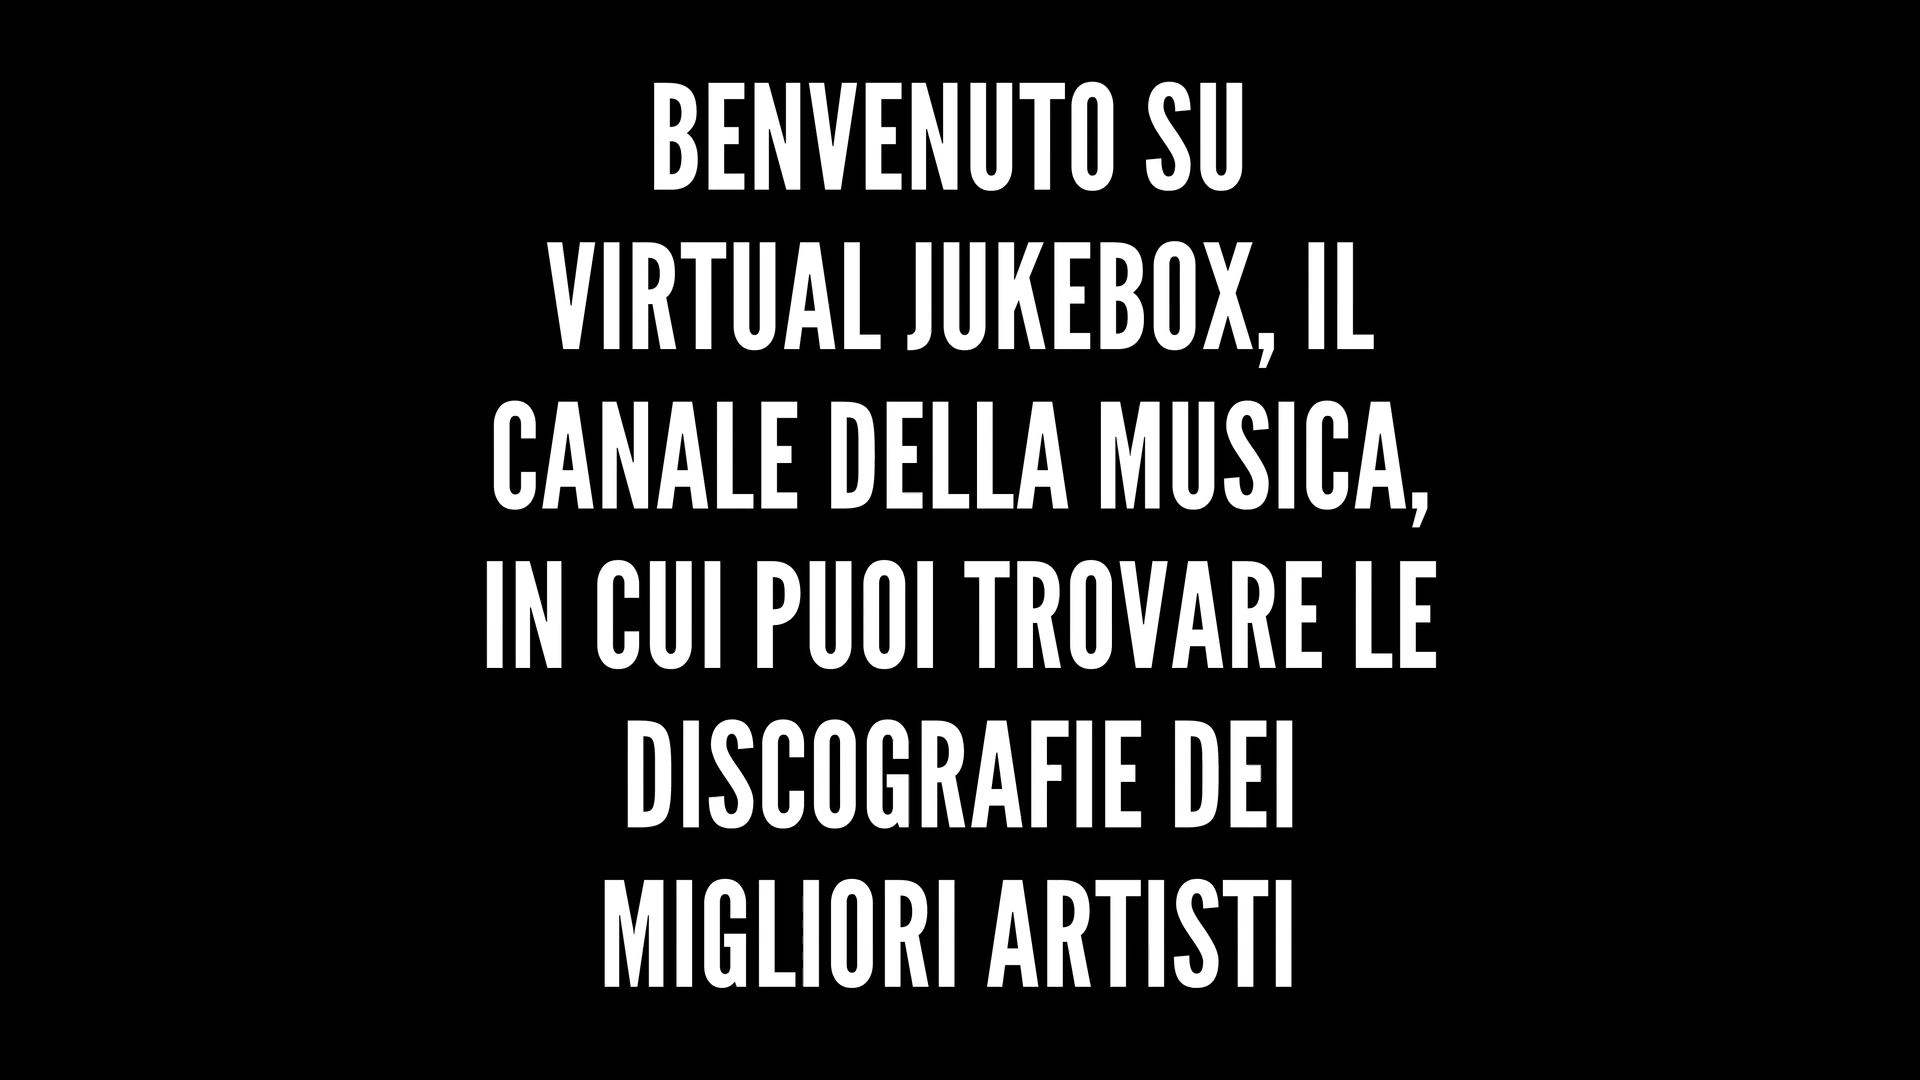 BENVENUTO SU
VIRTUAL JUKEBOX, IL
CANALE DELLA MUSICA,
IN CUI PUOI TROVARE LE
DISCOGRAFIE DEI
MIGLIORI ARTISTI